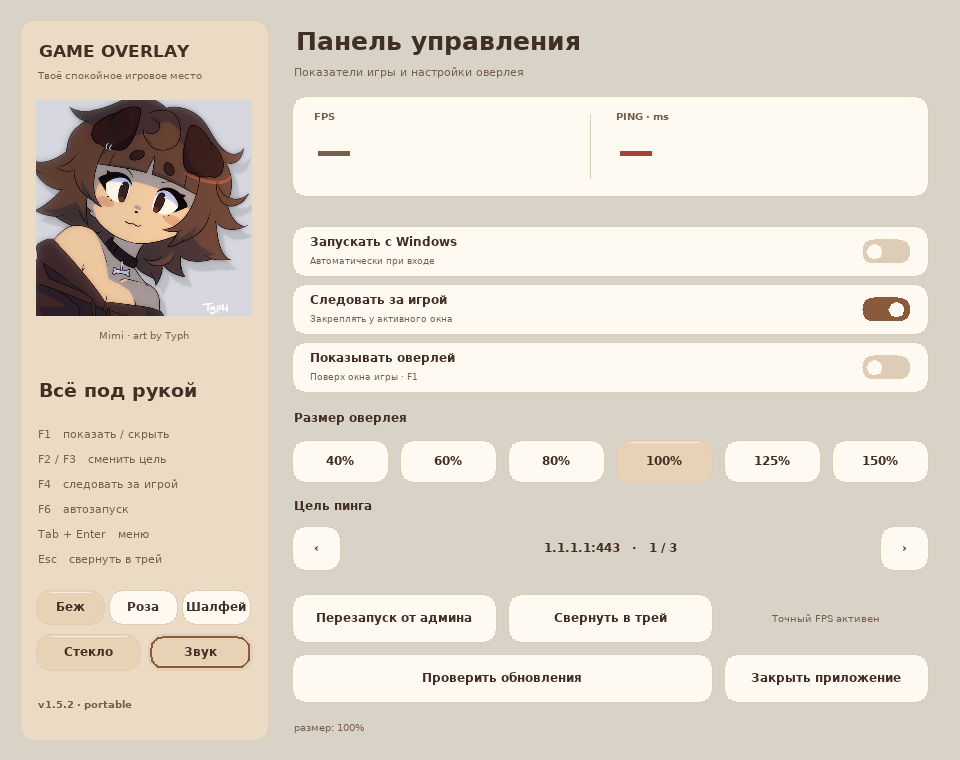 GAME OVERLAY
Твоё спокойное игровое место
Typh
Mimi · art by Typh
Всё под рукой
F1 показать / скрыть
F2 / F3 сменить цель
F4 следовать за игрой
F6 автозапуск
Tab + Enter меню
Esc свернуть в трей
Беж Роза Шалфей
Стекло Звук
v1.5.2 · portable
Панель управления
Показатели игры и настройки оверлея
FPS PING · ms
Запускать с Windows
Автоматически при входе
Следовать за игрой
Закреплять у активного окна
Показывать оверлей
Поверх окна игры · F1
Размер оверлея
40% 60% 80% 100% 125% 150%
Цель пинга
‹ 1.1.1.1:443 · 1 / 3 ›
Перезапуск от админа Свернуть в трей Точный FPS активен
Проверить обновления Закрыть приложение
размер: 100%